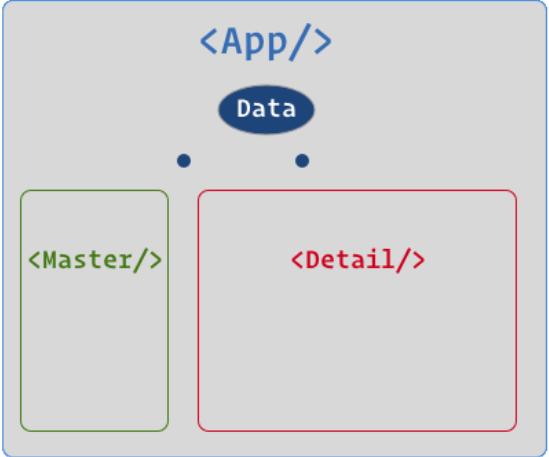 <App/>
Data
<Master/>
<Detail/>